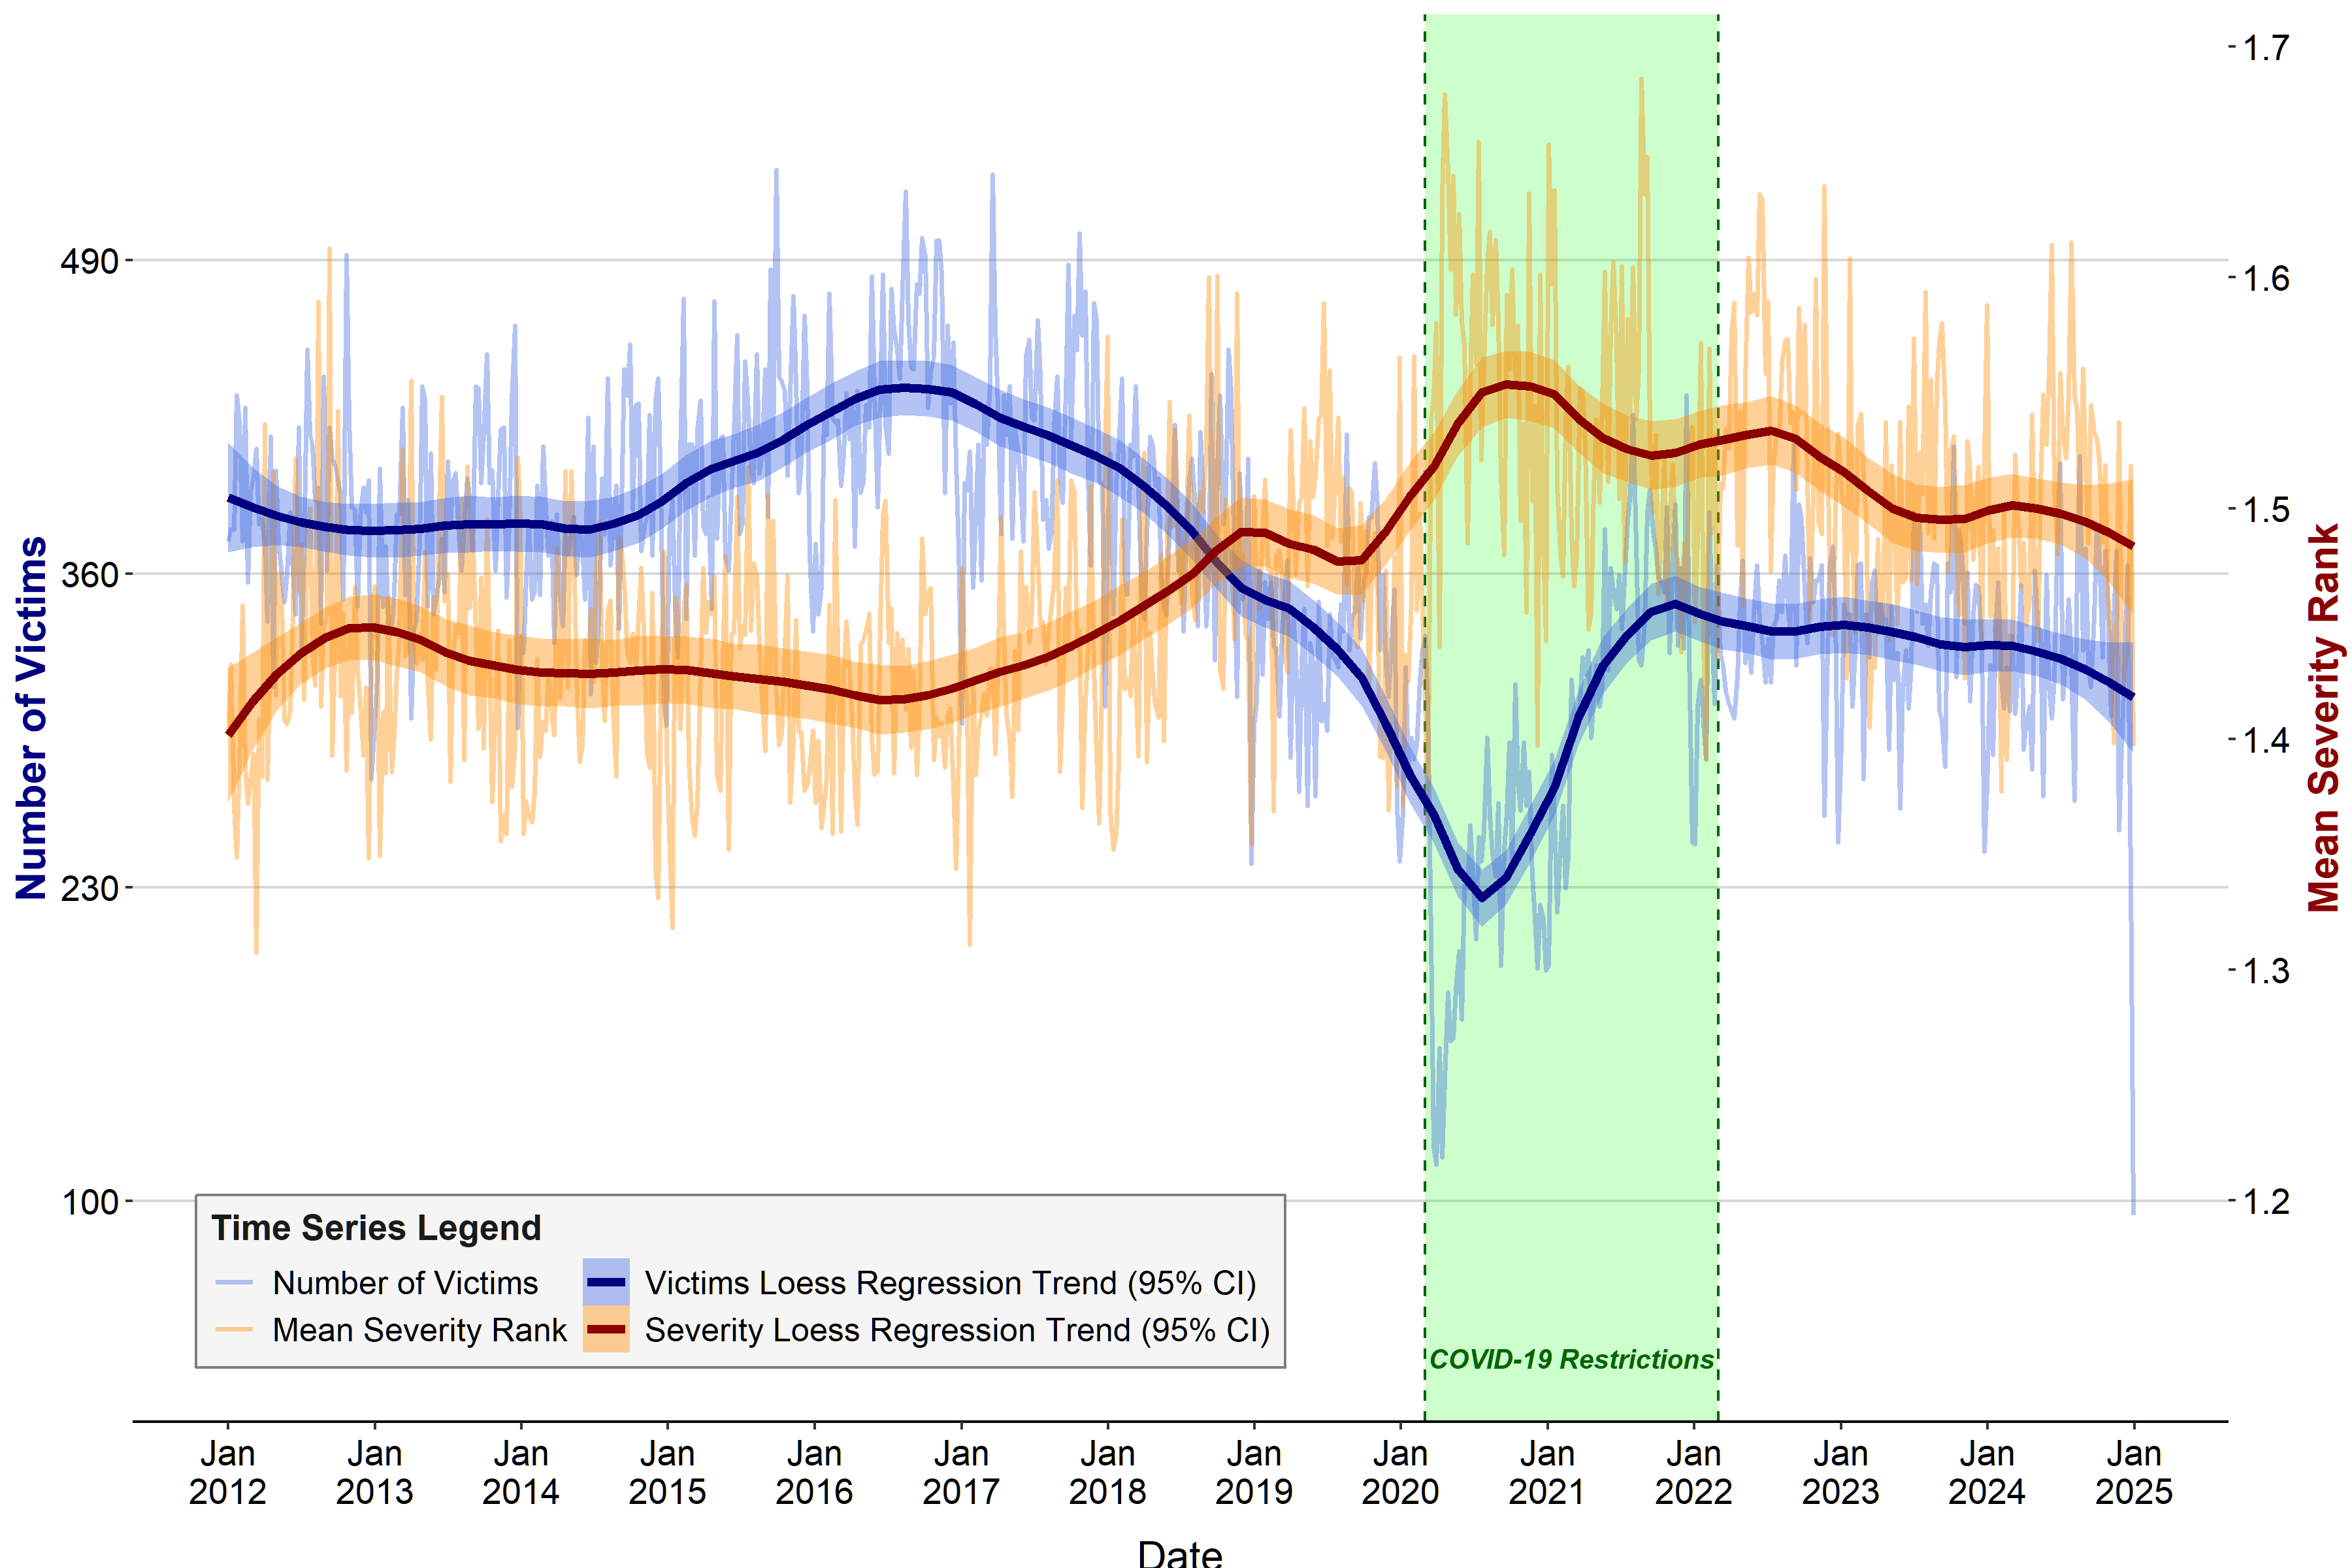 Number of Victims
490
360
230
100
1.7
1.6
1.5
1.4
1.3
1.2
Mean Severity Rank
Time Series Legend
Number of Victims
Victims Loess Regression Trend (95% CI)
Mean Severity Rank
Severity Loess Regression Trend (95% CI)
COVID-19 Restrictions
Jan 2012
Jan 2013
Jan 2014
Jan 2015
Jan 2016
Jan 2017
Jan 2018
Jan 2019
Jan 2020
Jan 2021
Jan 2022
Jan 2023
Jan 2024
Jan 2025
Date